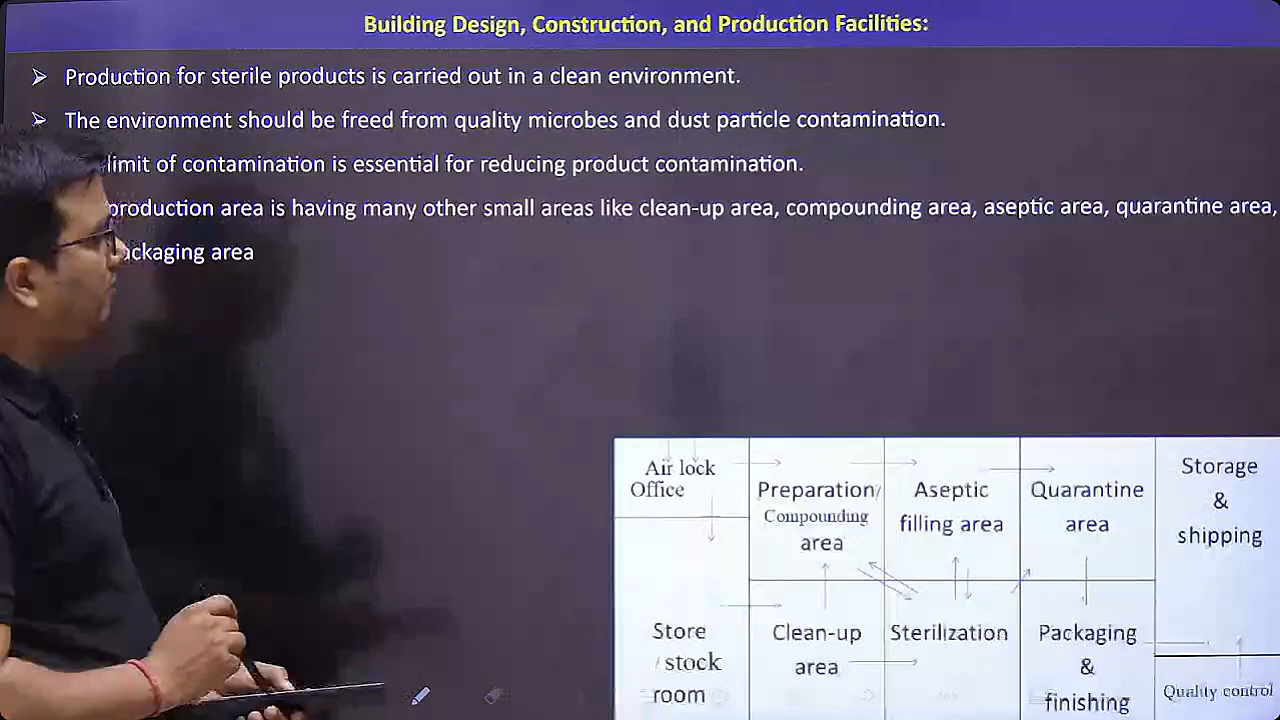 Building Design, Construction, and Production Facilities:
Production for sterile products is carried out in a clean environment.
The environment should be freed from quality microbes and dust particle contamination.
limit of contamination is essential for reducing product contamination.
production area is having many other small areas like clean-up area, compounding area, aseptic area, quarantine area,
ackaging area
Air lock
Office
Preparation/
Compounding
area
Aseptic
filling area
Quarantine
area
Storage
&
shipping
Store
/ stock
room
Clean-up
area
Sterilization
Packaging
&
finishing
Quality control